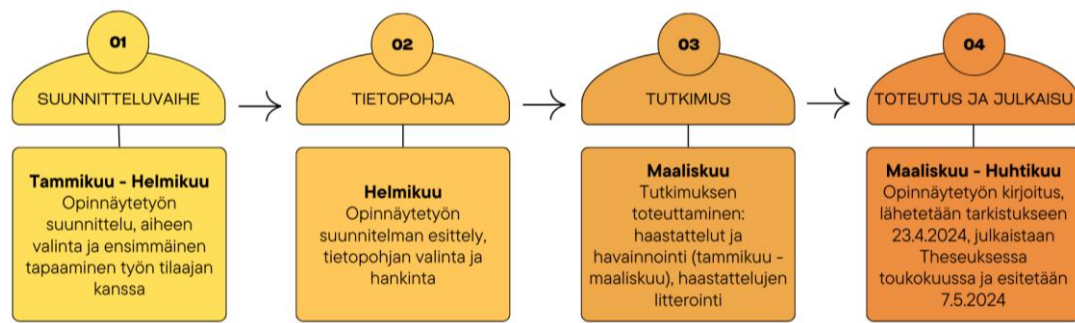 01
SUUNNITTELUVAIHE
Tammikuu - Helmikuu
Opinnäytetyön
suunnittelu, aiheen
valinta ja ensimmäinen
tapaaminen työn tilaajan
kanssa
02
TIETOPOHJA
Helmikuu
Opinnäytetyön
suunnitelman esittely,
tietopohjan valinta ja
hankinta
03
TUTKIMUS
Maaliskuu
Tutkimuksen
toteuttaminen:
haastattelut ja
havainnointi (tammikuu -
maaliskuu), haastattelujen
litterointi
04
TOTEUTUS JA JULKAISU
Maaliskuu - Huhtikuu
Opinnäytetyön kirjoitus,
lähetetään tarkistukseen
23.4.2024, julkaistaan
Theseuksessa
toukokuussa ja esitetään
7.5.2024